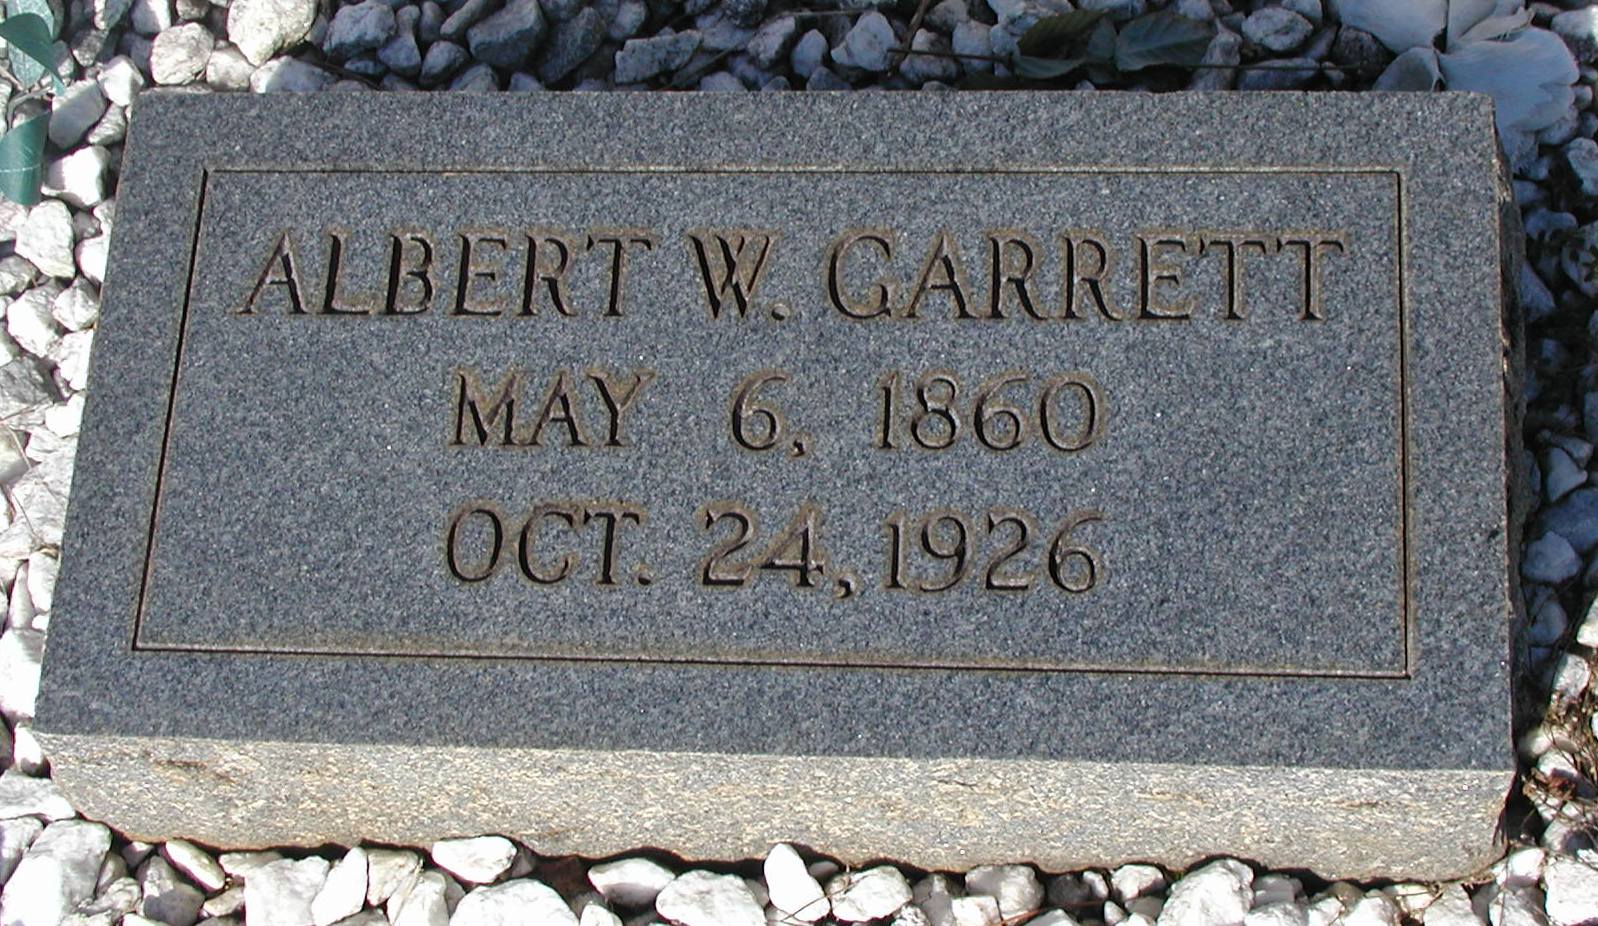 ALBERT W. GARRETT
MAY 6, 1860
OCT. 24, 1926